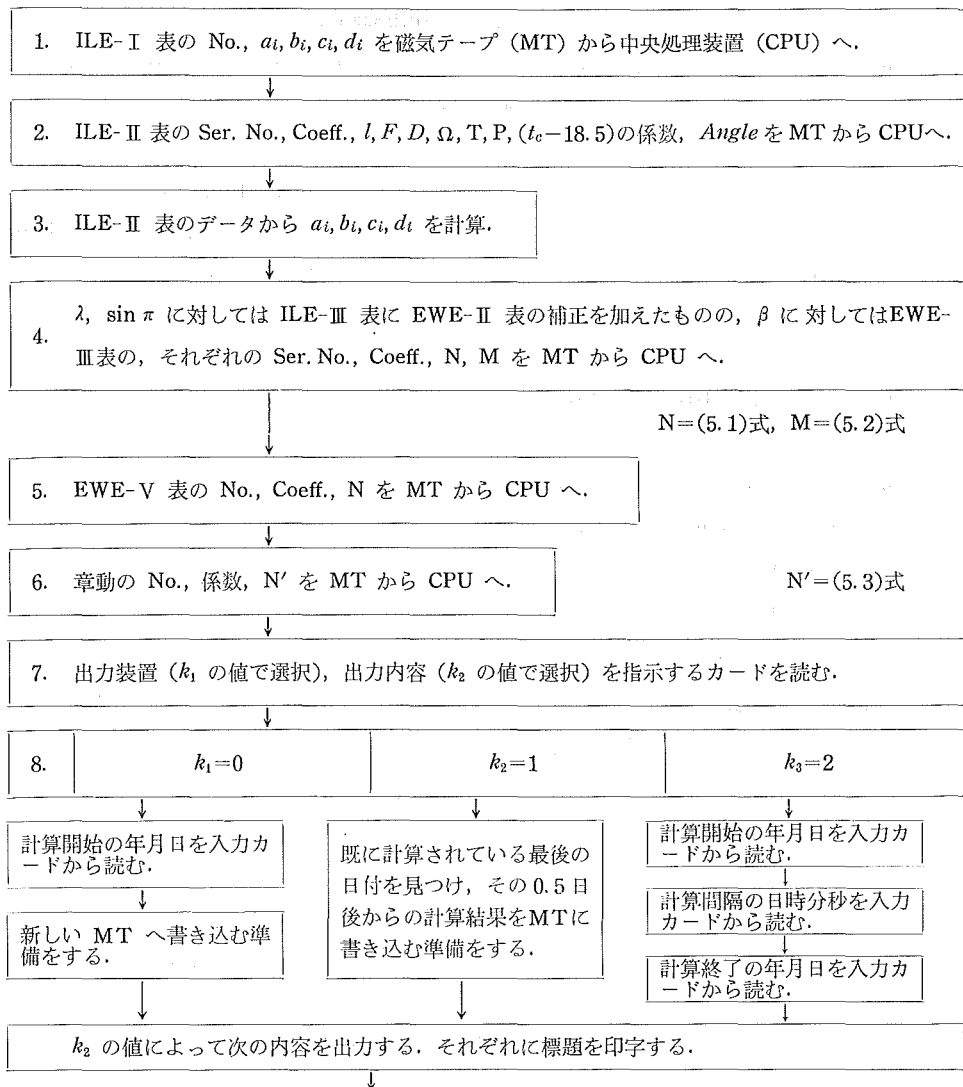 1. ILE-Ⅰ 表の No., aᵢ, bᵢ, cᵢ, dᵢ を磁気テープ (MT) から中央処理装置 (CPU) へ.
2. ILE-Ⅱ 表の Ser. No., Coeff., l, F, D, Ω, T, P, (t_c−18.5)の係数, Angle を MT から CPUへ.
3. ILE-Ⅱ 表のデータから aᵢ, bᵢ, cᵢ, dᵢ を計算.
λ, sin π に対しては ILE-Ⅲ 表に EWE-Ⅱ 表の補正を加えたものの, β に対してはEWE-
4.
Ⅲ表の, それぞれの Ser. No., Coeff., N, M を MT から CPU へ.
N=(5.1)式, M=(5.2)式
5. EWE-Ⅴ 表の No., Coeff., N を MT から CPU へ.
6. 章動の No., 係数, N′ を MT から CPU へ.
N′=(5.3)式
7. 出力装置 (k₁ の値で選択), 出力内容 (k₂ の値で選択) を指示するカードを読む.
8. k₁=0 k₂=1 k₃=2
計算開始の年月日を入力カ
ードから読む.
新しい MT へ書き込む準
備をする.
既に計算されている最後の
日付を見つけ, その 0.5 日
後からの計算結果をMTに
書き込む準備をする.
計算開始の年月日を入力カ
ードから読む.
計算間隔の日時分秒を入力
カードから読む.
計算終了の年月日を入力カ
ードから読む.
k₂ の値によって次の内容を出力する. それぞれに標題を印字する.